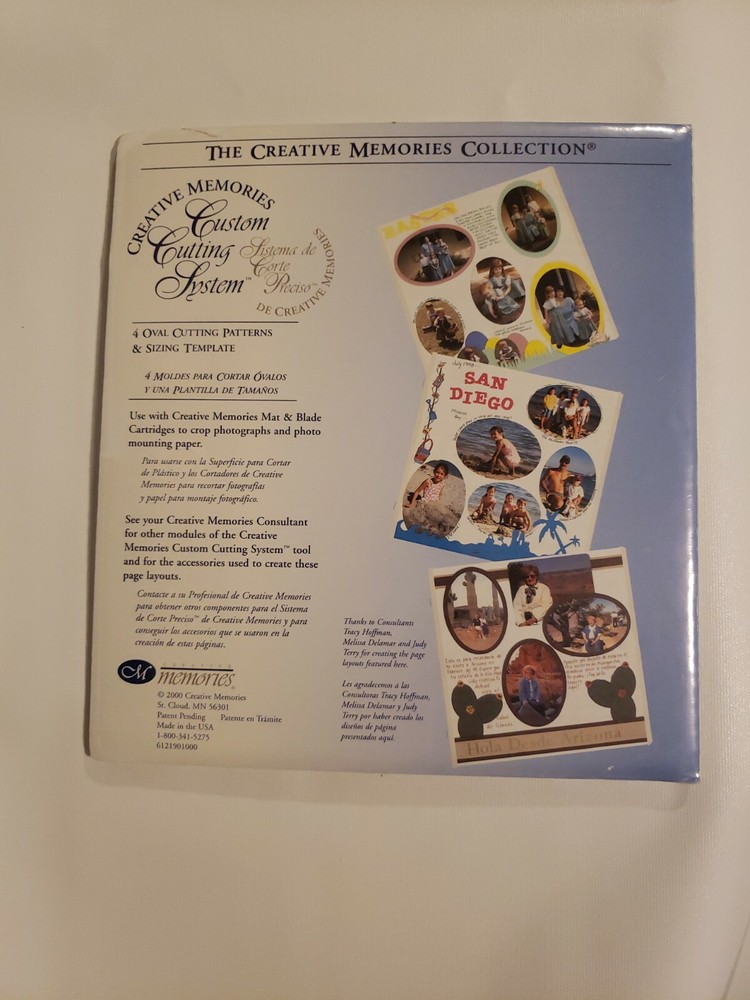 THE CREATIVE MEMORIES COLLECTION®
CREATIVE MEMORIES
Custom
Cutting
System™
Sistema de
Corte
Preciso™
DE CREATIVE MEMORIES
4 OVAL CUTTING PATTERNS
& SIZING TEMPLATE
4 MOLDES PARA CORTAR ÓVALOS
Y UNA PLANTILLA DE TAMAÑOS
Use with Creative Memories Mat & Blade
Cartridges to crop photographs and photo
mounting paper.
Para usarse con la Superficie para Cortar
de Plástico y los Cortadores de Creative
Memories para recortar fotografías
y papel para montaje fotográfico.
See your Creative Memories Consultant
for other modules of the Creative
Memories Custom Cutting System™ tool
and for the accessories used to create these
page layouts.
Contacte a su Profesional de Creative Memories
para obtener otros componentes para el Sistema
de Corte Preciso™ de Creative Memories y para
conseguir los accesorios que se usaron en la
creación de estas páginas.
CM
CREATIVE
memories®
© 2000 Creative Memories
St. Cloud, MN 56301
Patent Pending Patente en Trámite
Made in the USA
1-800-341-5275
6121901000
Thanks to Consultants
Tracy Hoffman,
Melissa Delamar and Judy
Terry for creating the page
layouts featured here.
Les agradecemos a las
Consultoras Tracy Hoffman,
Melissa Delamar y Judy
Terry por haber creado los
diseños de página
presentados aquí.
July 1998
SAN
DIEGO
Hola Desde Arizona